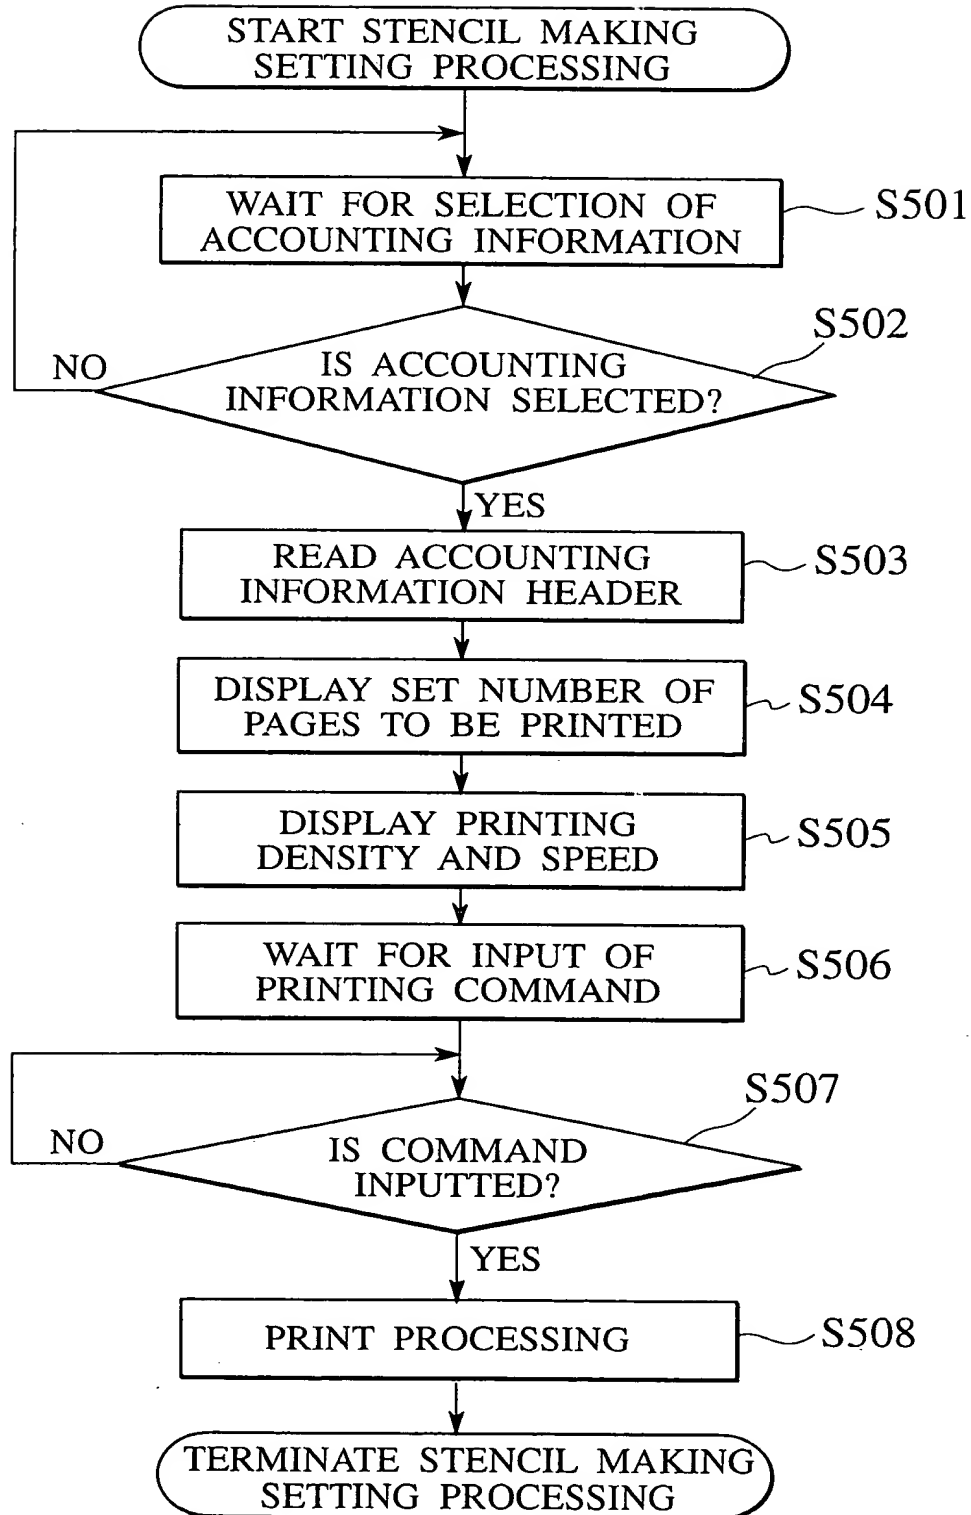 START STENCIL MAKING
SETTING PROCESSING
WAIT FOR SELECTION OF
ACCOUNTING INFORMATION
S501
S502
IS ACCOUNTING
INFORMATION SELECTED?
NO
YES
READ ACCOUNTING
INFORMATION HEADER
S503
DISPLAY SET NUMBER OF
PAGES TO BE PRINTED
S504
DISPLAY PRINTING
DENSITY AND SPEED
S505
WAIT FOR INPUT OF
PRINTING COMMAND
S506
S507
IS COMMAND
INPUTTED?
NO
YES
PRINT PROCESSING
S508
TERMINATE STENCIL MAKING
SETTING PROCESSING